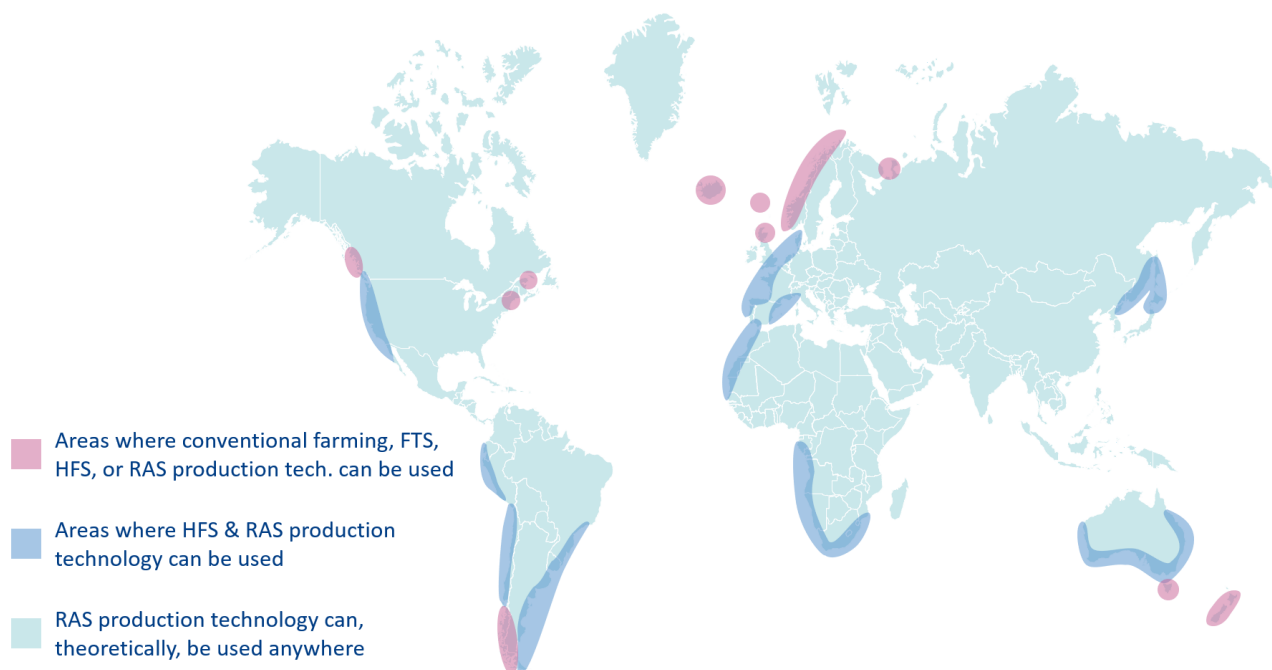 Areas where conventional farming, FTS,
HFS, or RAS production tech. can be used
Areas where HFS & RAS production
technology can be used
RAS production technology can,
theoretically, be used anywhere